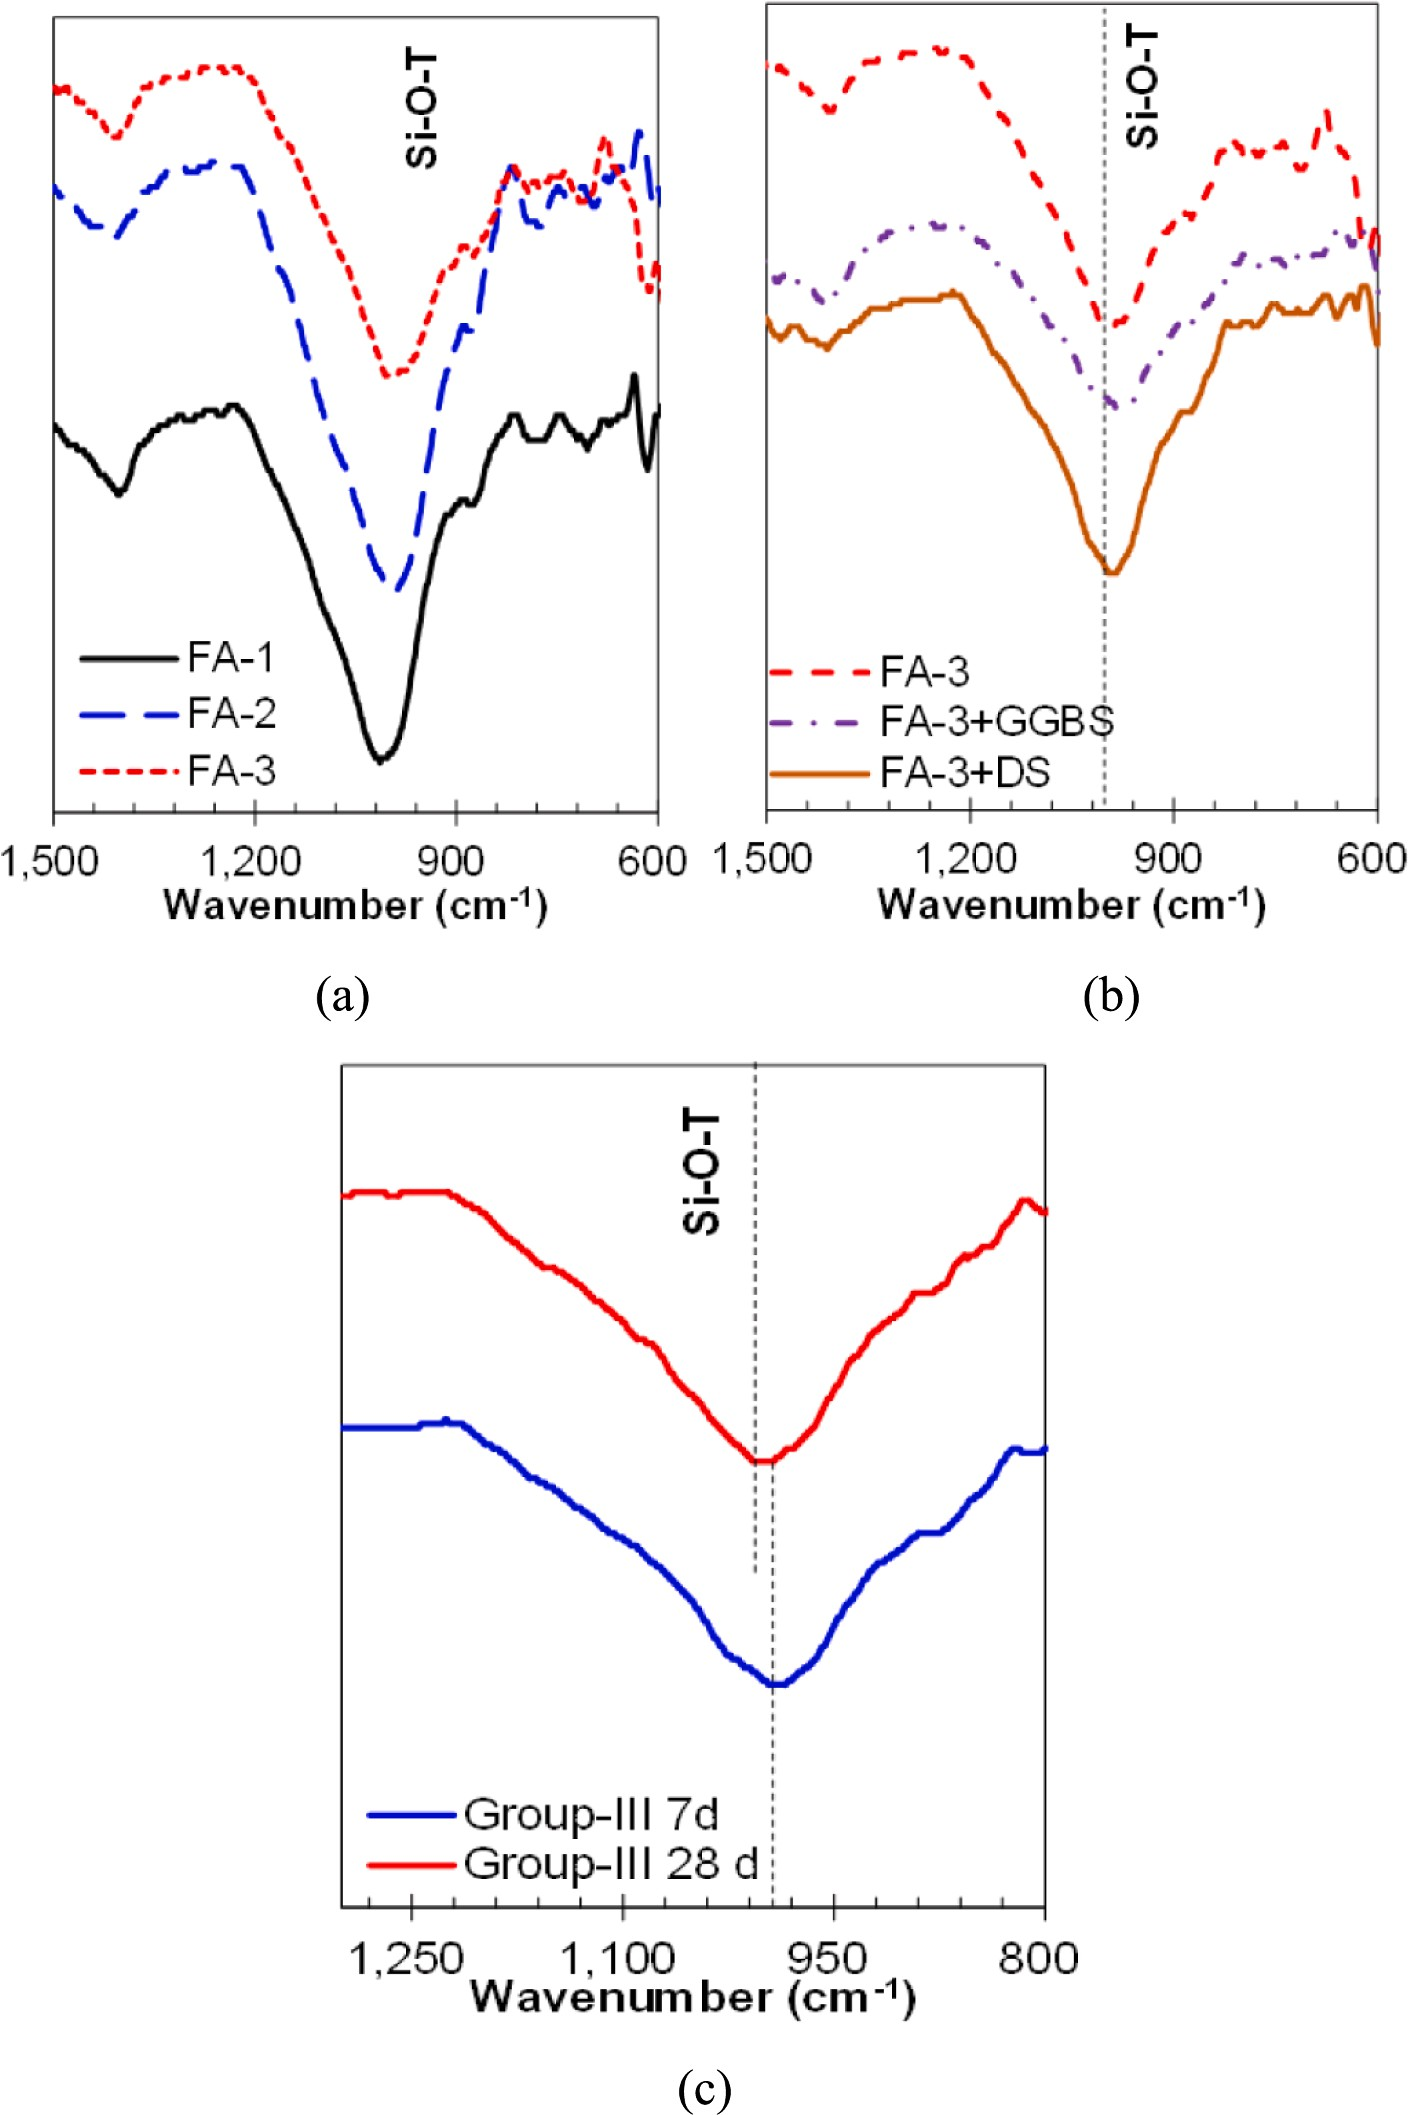 Si-O-T
FA-1
FA-2
FA-3
1,500 1,200 900 600
Wavenumber (cm-1)
(a)
Si-O-T
FA-3
FA-3+GGBS
FA-3+DS
1,500 1,200 900 600
Wavenumber (cm-1)
(b)
Si-O-T
Group-III 7d
Group-III 28 d
1,250 1,100 950 800
Wavenumber (cm-1)
(c)